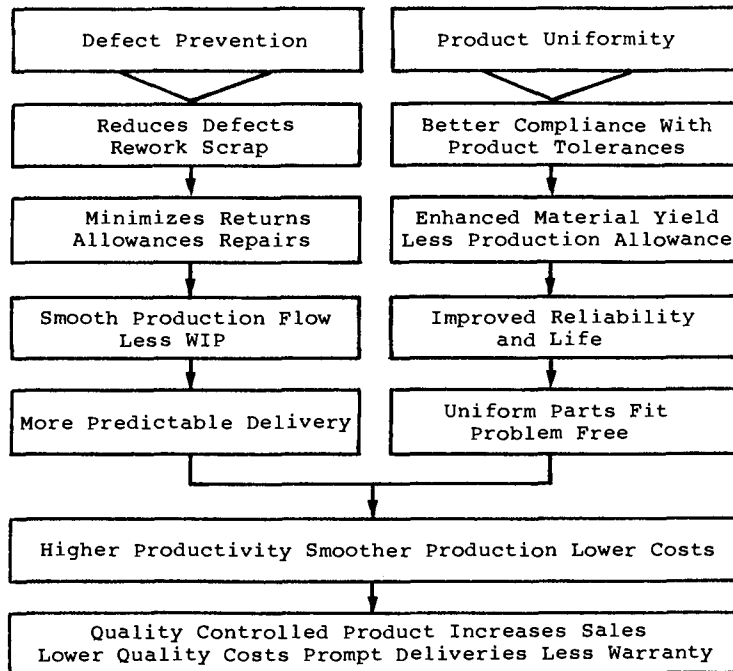 Defect Prevention
Product Uniformity
Reduces Defects
Rework Scrap
Better Compliance With
Product Tolerances
Minimizes Returns
Allowances Repairs
Enhanced Material Yield
Less Production Allowance
Smooth Production Flow
Less WIP
Improved Reliability
and Life
More Predictable Delivery
Uniform Parts Fit
Problem Free
Higher Productivity Smoother Production Lower Costs
Quality Controlled Product Increases Sales
Lower Quality Costs Prompt Deliveries Less Warranty